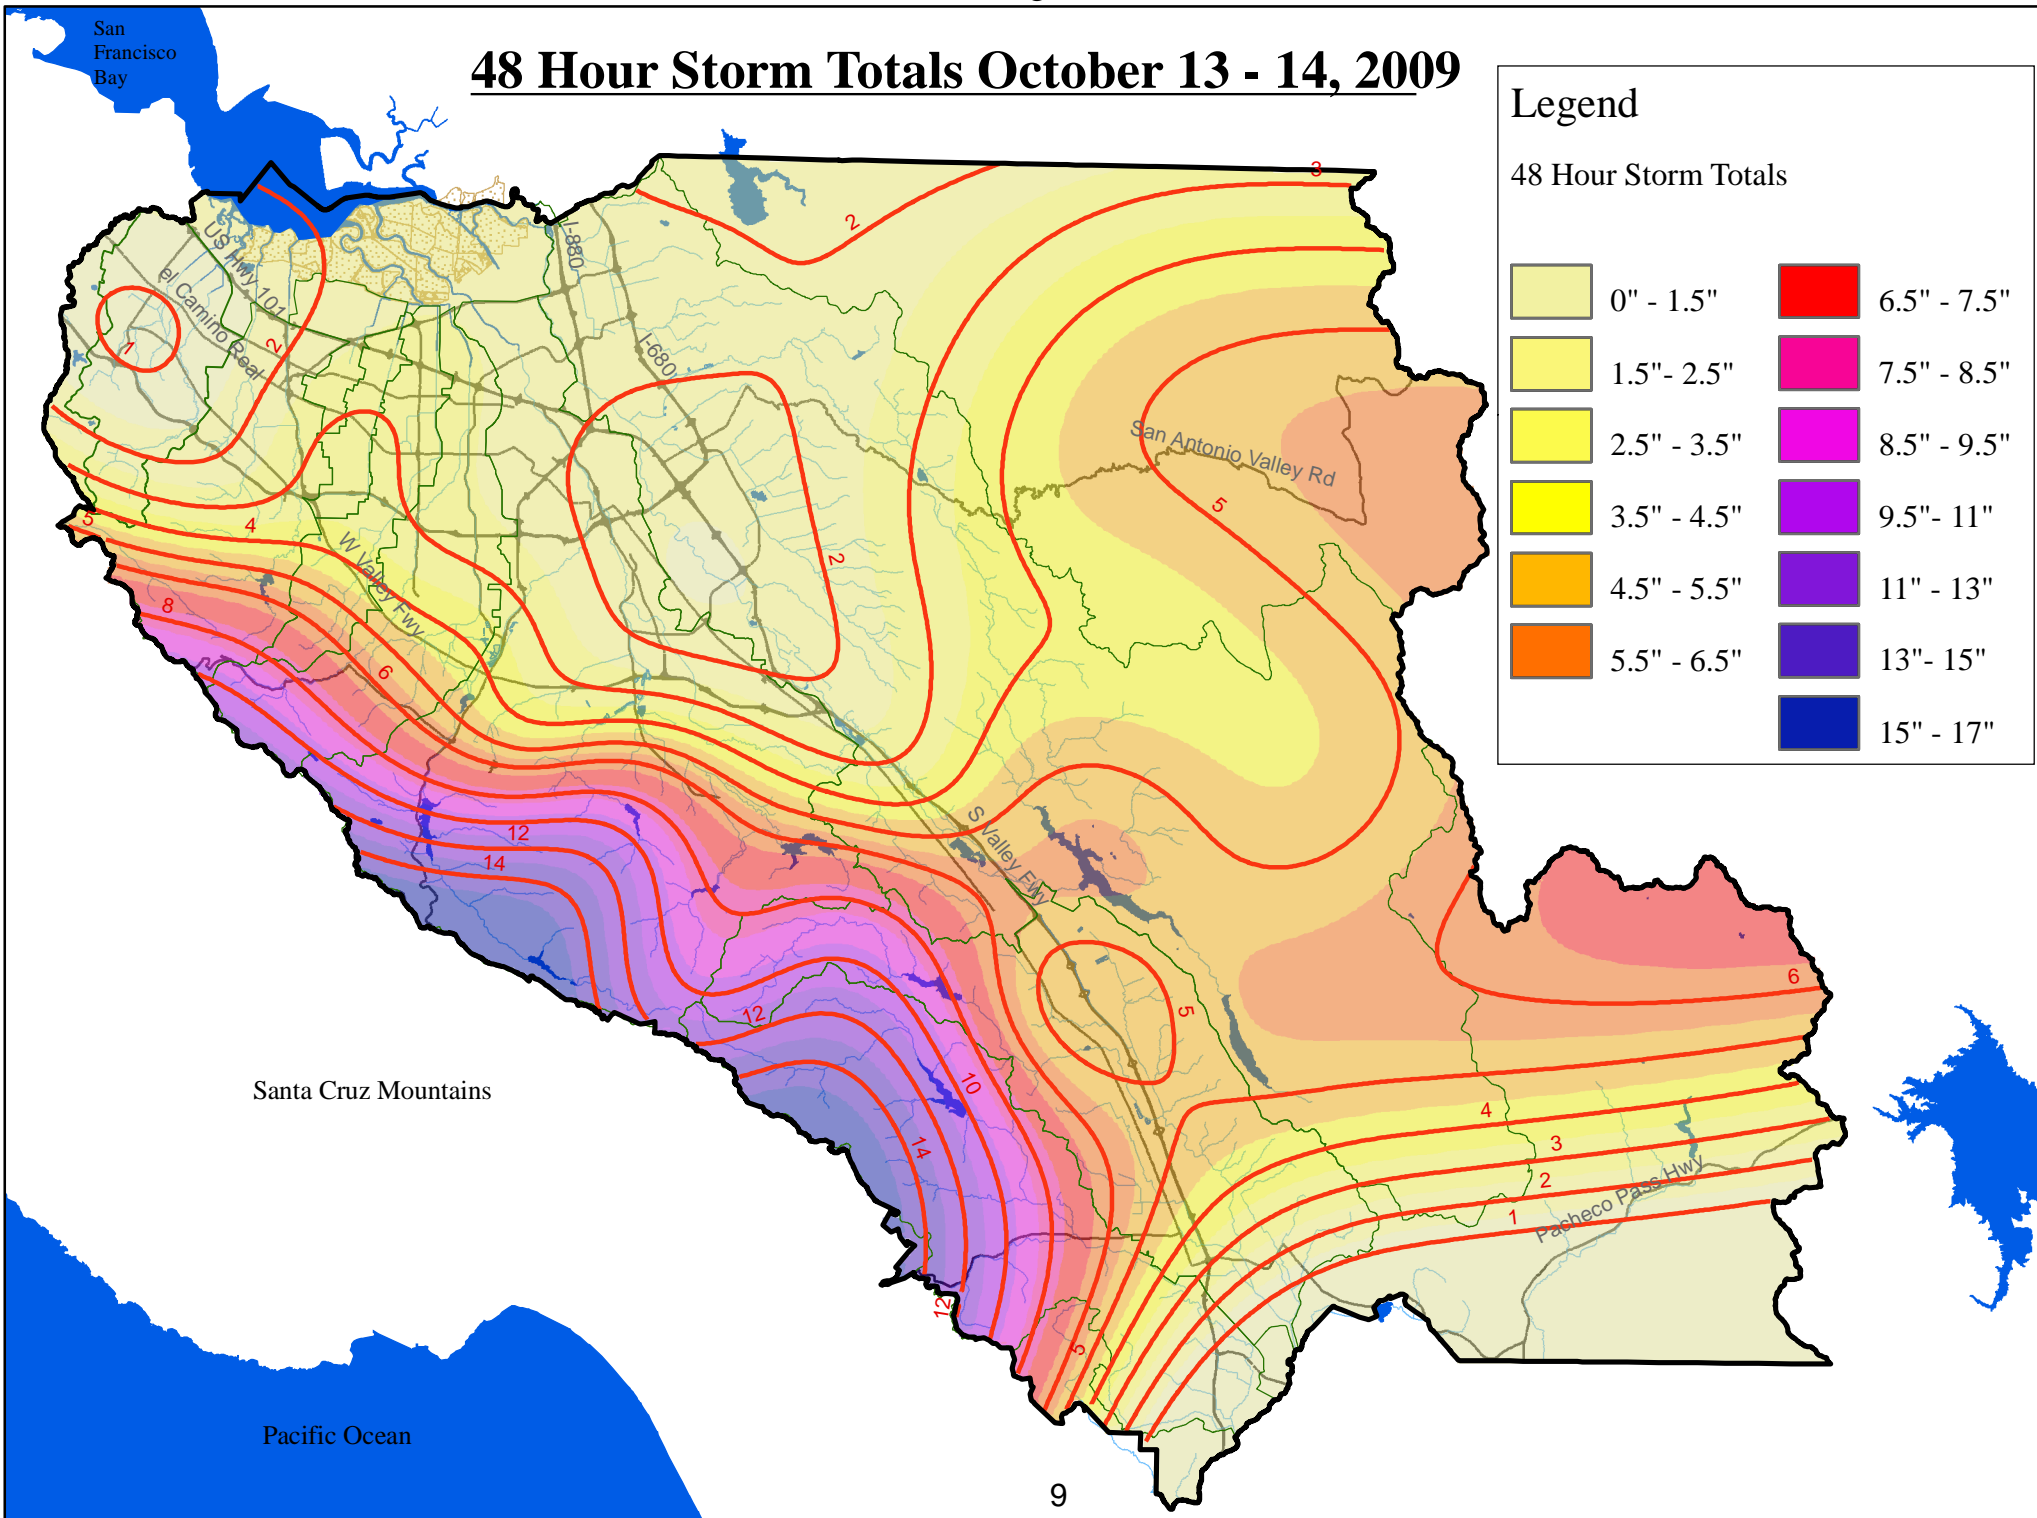 48 Hour Storm Totals October 13 - 14, 2009
San
Francisco
Bay
Legend
48 Hour Storm Totals
0" - 1.5"
1.5"- 2.5"
2.5" - 3.5"
3.5" - 4.5"
4.5" - 5.5"
5.5" - 6.5"
6.5" - 7.5"
7.5" - 8.5"
8.5" - 9.5"
9.5"- 11"
11" - 13"
13"- 15"
15" - 17"
3
2
US Hwy 101
el Camino Real
I-880
I-680
1
2
San Antonio Valley Rd
5
5
4
W Valley Fwy
2
8
6
12
14
S Valley Fwy
6
5
12
10
14
4
3
2
1
Pacheco Pass Hwy
12
5
Santa Cruz Mountains
Pacific Ocean
9